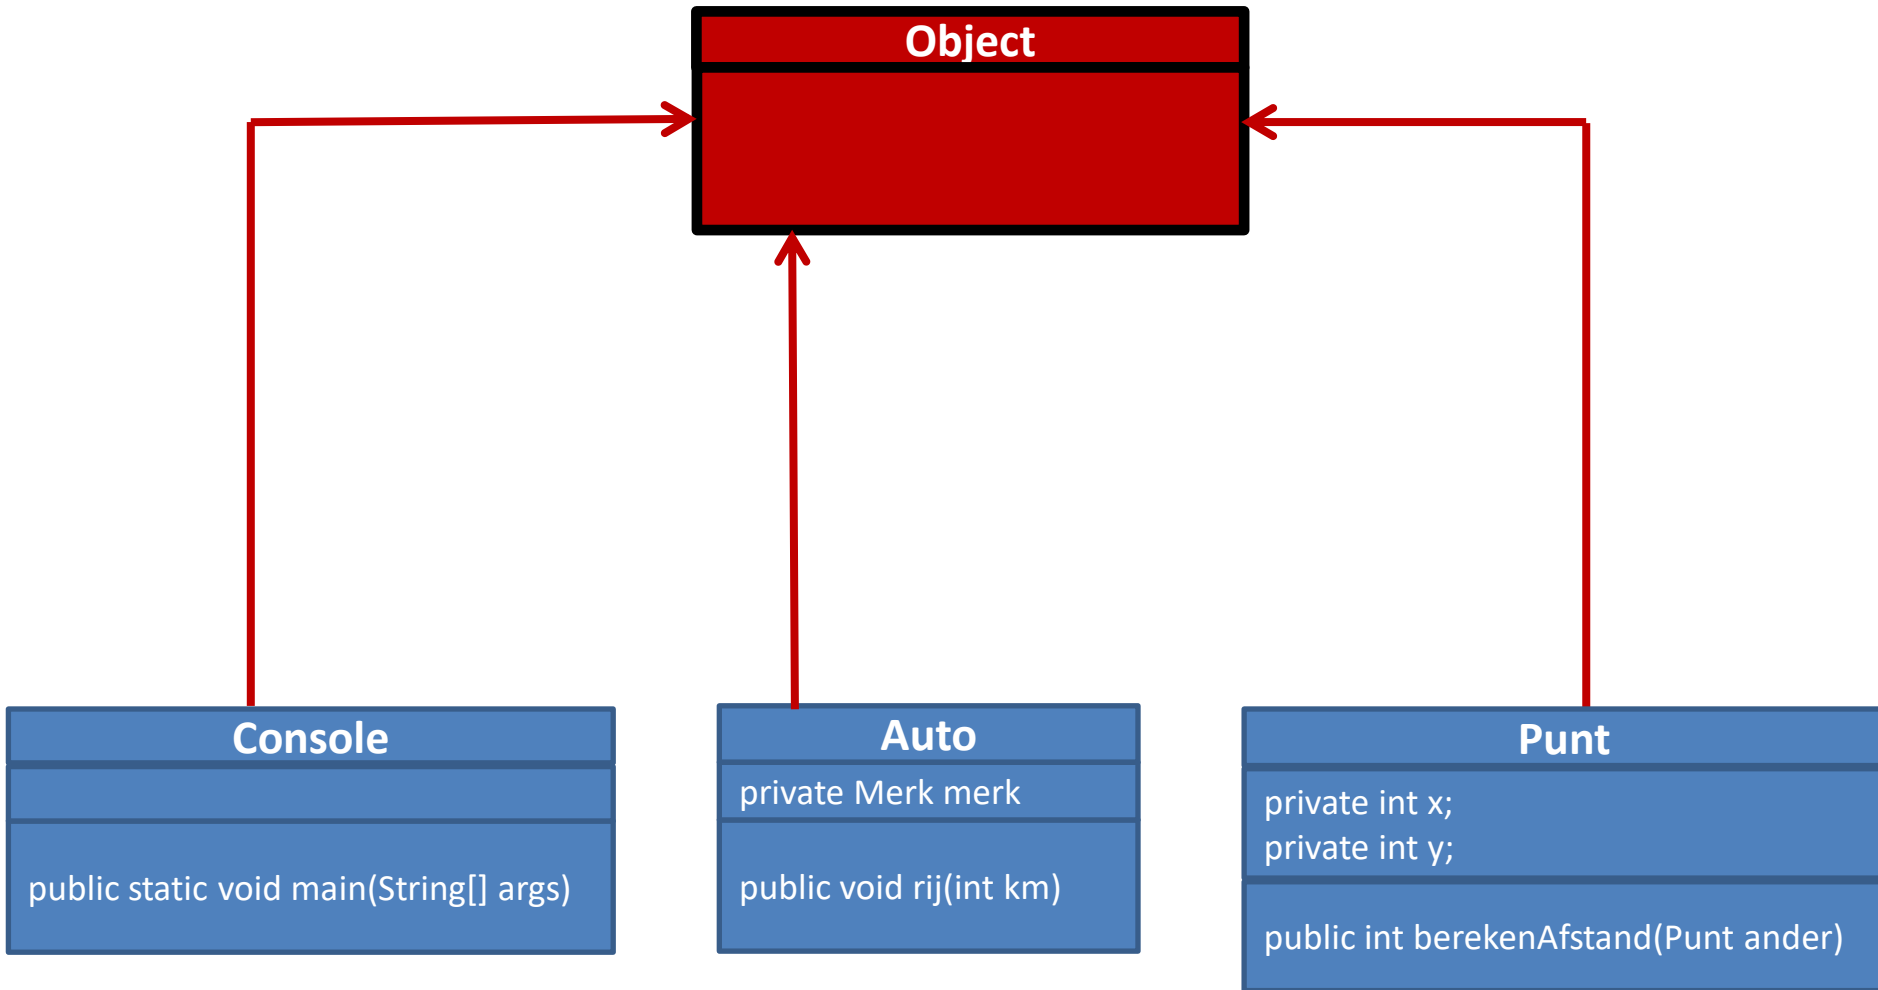 Object
Console
public static void main(String[] args)
Auto
private Merk merk
public void rij(int km)
Punt
private int x;
private int y;
public int berekenAfstand(Punt ander)